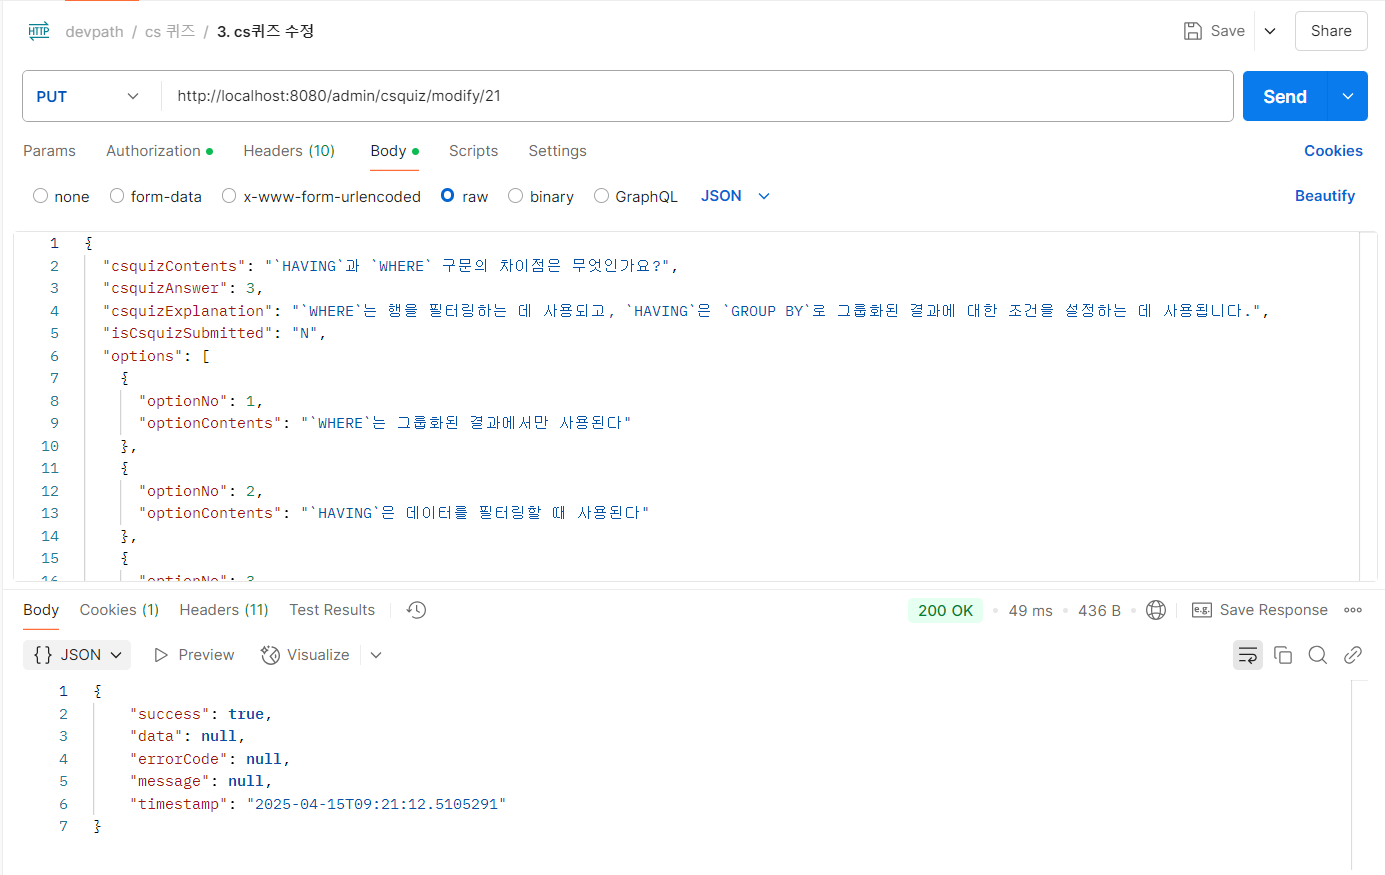 HTTP devpath / cs 퀴즈 / 3. cs퀴즈 수정 Save Share
PUT http://localhost:8080/admin/csquiz/modify/21 Send
Params Authorization Headers (10) Body Scripts Settings Cookies
none form-data x-www-form-urlencoded raw binary GraphQL JSON Beautify
1 {
2 "csquizContents": "`HAVING`과 `WHERE` 구문의 차이점은 무엇인가요?",
3 "csquizAnswer": 3,
4 "csquizExplanation": "`WHERE`는 행을 필터링하는 데 사용되고, `HAVING`은 `GROUP BY`로 그룹화된 결과에 대한 조건을 설정하는 데 사용됩니다.",
5 "isCsquizSubmitted": "N",
6 "options": [
7 {
8 "optionNo": 1,
9 "optionContents": "`WHERE`는 그룹화된 결과에서만 사용된다"
10 },
11 {
12 "optionNo": 2,
13 "optionContents": "`HAVING`은 데이터를 필터링할 때 사용된다"
14 },
15 {
16 "optionNo": 3
Body Cookies (1) Headers (11) Test Results 200 OK 49 ms 436 B e.g. Save Response
{} JSON Preview Visualize
1 {
2 "success": true,
3 "data": null,
4 "errorCode": null,
5 "message": null,
6 "timestamp": "2025-04-15T09:21:12.5105291"
7 }